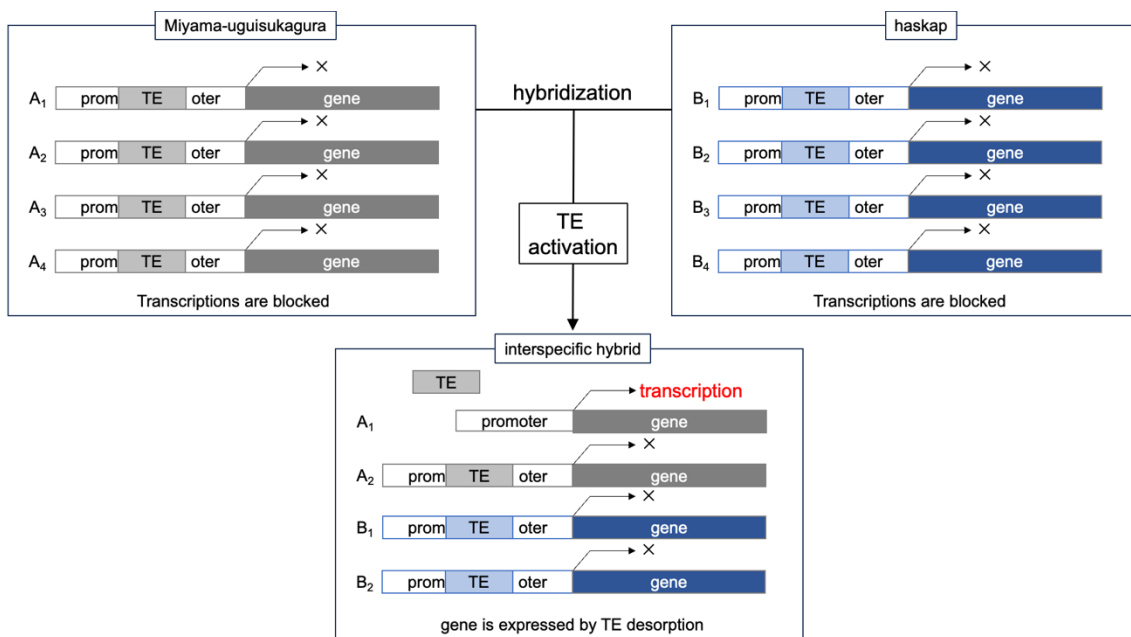 Miyama-uguisukagura
×
A1 prom TE oter gene
×
A2 prom TE oter gene
×
A3 prom TE oter gene
×
A4 prom TE oter gene
Transcriptions are blocked
hybridization
TE
activation
haskap
×
B1 prom TE oter gene
×
B2 prom TE oter gene
×
B3 prom TE oter gene
×
B4 prom TE oter gene
Transcriptions are blocked
interspecific hybrid
TE
transcription
A1 promoter gene
×
A2 prom TE oter gene
×
B1 prom TE oter gene
×
B2 prom TE oter gene
gene is expressed by TE desorption